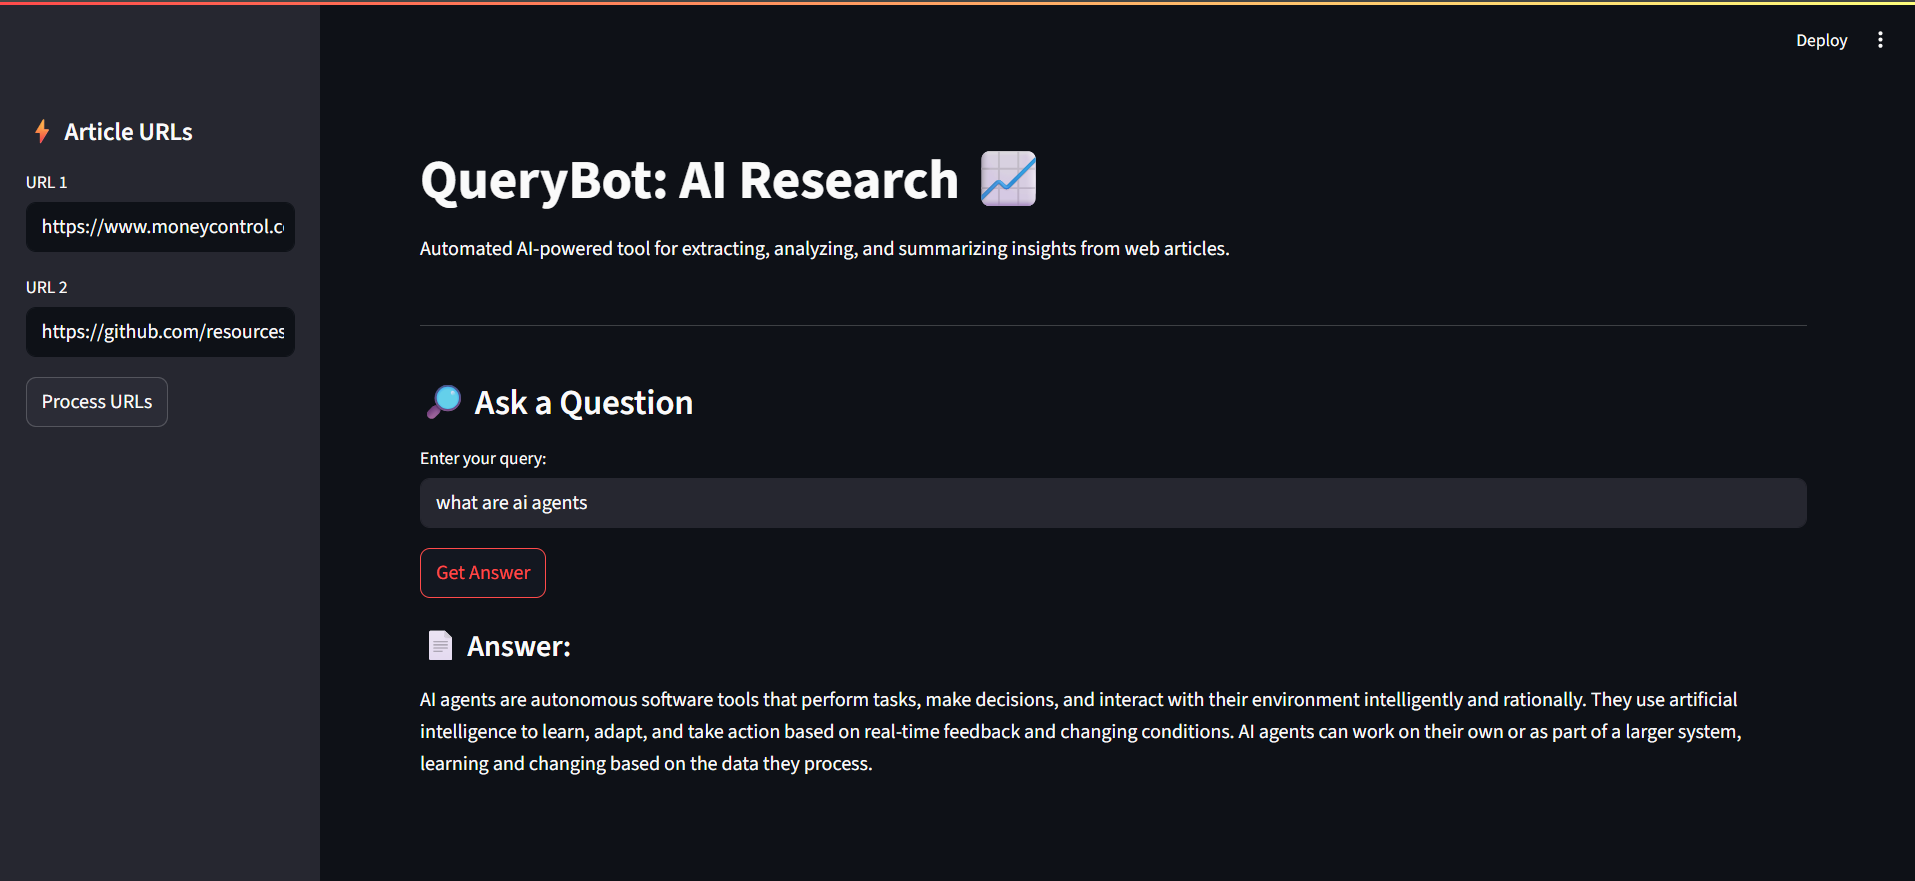 Deploy
Article URLs
URL 1
https://www.moneycontrol.c
URL 2
https://github.com/resources
Process URLs
QueryBot: AI Research
Automated AI-powered tool for extracting, analyzing, and summarizing insights from web articles.
Ask a Question
Enter your query:
what are ai agents
Get Answer
Answer:
AI agents are autonomous software tools that perform tasks, make decisions, and interact with their environment intelligently and rationally. They use artificial
intelligence to learn, adapt, and take action based on real-time feedback and changing conditions. AI agents can work on their own or as part of a larger system,
learning and changing based on the data they process.